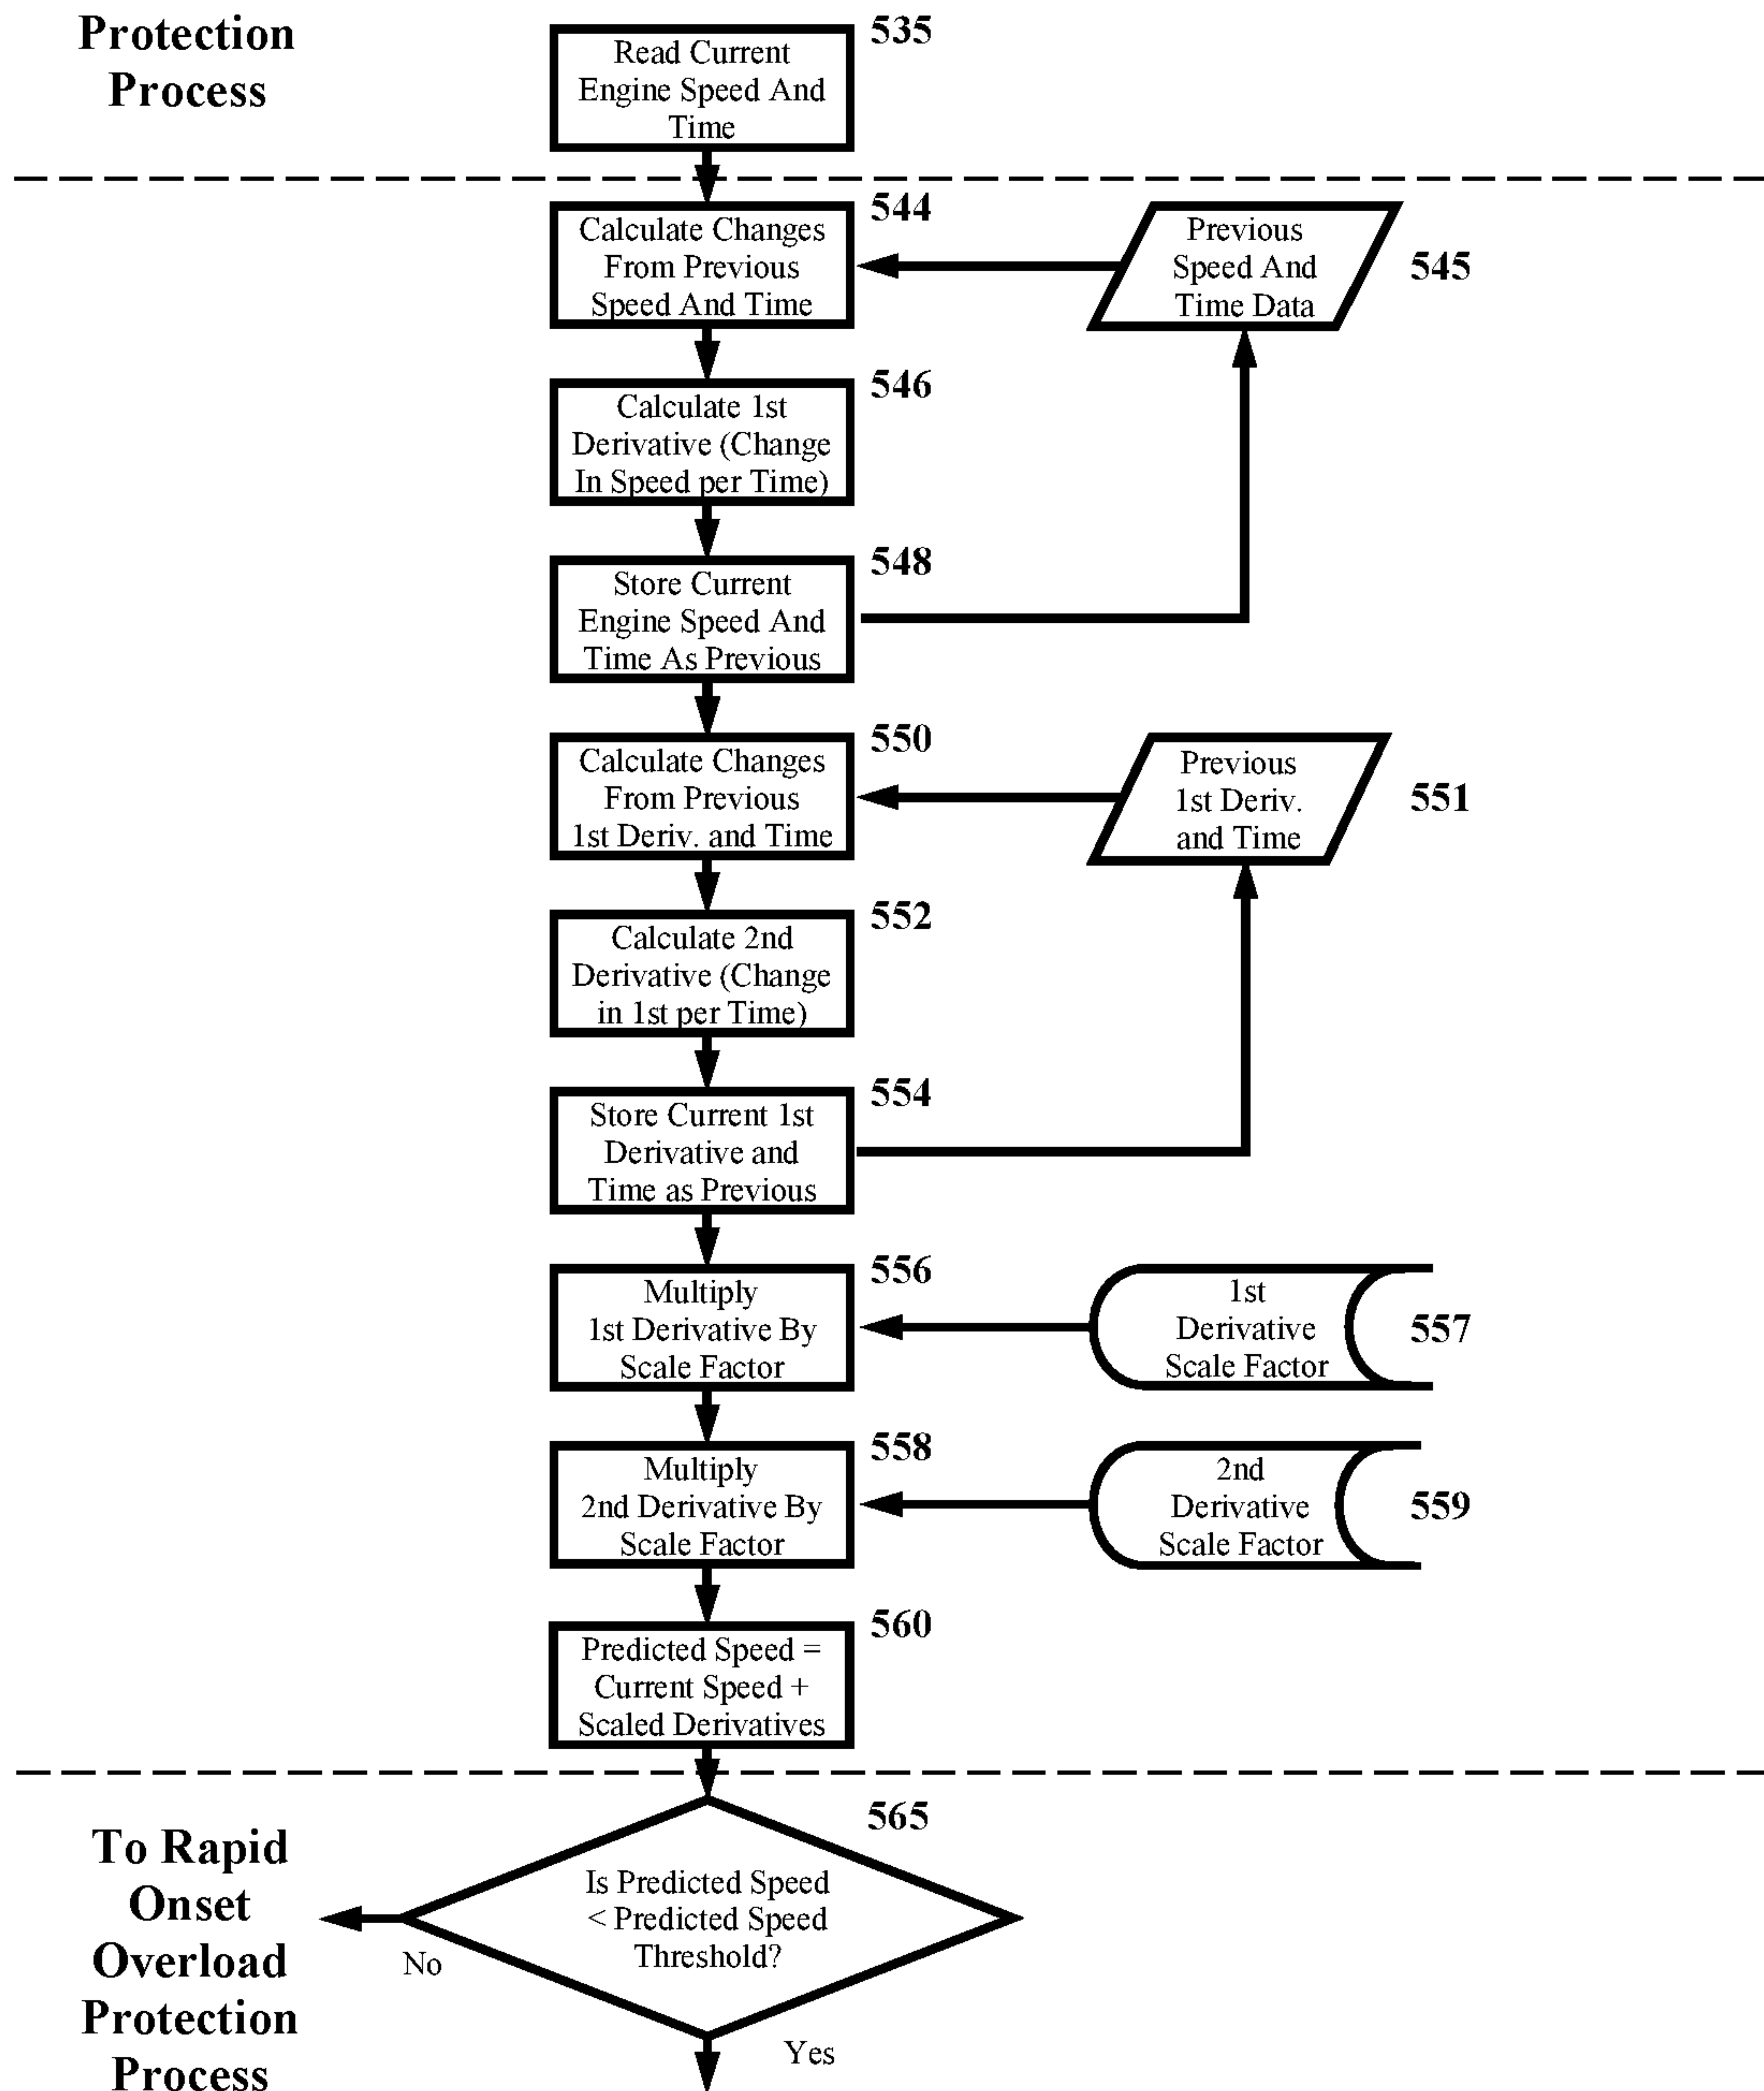 Protection
Process
535
Read Current
Engine Speed And
Time
544
Calculate Changes
From Previous
Speed And Time
Previous
Speed And
Time Data
545
546
Calculate 1st
Derivative (Change
In Speed per Time)
548
Store Current
Engine Speed And
Time As Previous
550
Calculate Changes
From Previous
1st Deriv. and Time
Previous
1st Deriv.
and Time
551
552
Calculate 2nd
Derivative (Change
in 1st per Time)
554
Store Current 1st
Derivative and
Time as Previous
556
Multiply
1st Derivative By
Scale Factor
1st
Derivative
Scale Factor
557
558
Multiply
2nd Derivative By
Scale Factor
2nd
Derivative
Scale Factor
559
560
Predicted Speed =
Current Speed +
Scaled Derivatives
565
Is Predicted Speed
< Predicted Speed
Threshold?
No
Yes
To Rapid
Onset
Overload
Protection
Process